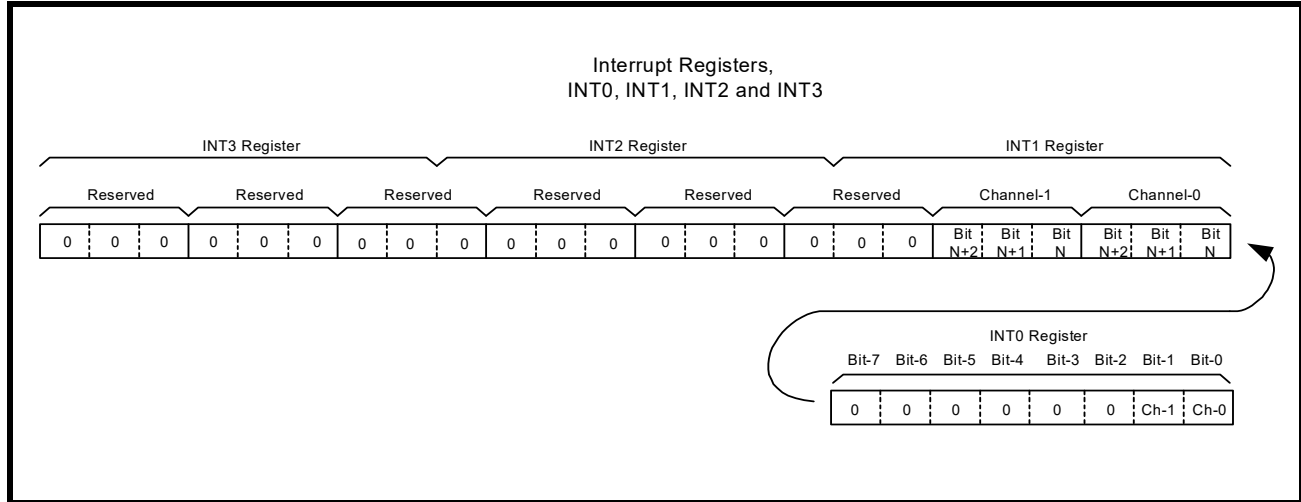 Interrupt Registers,
INT0, INT1, INT2 and INT3
INT3 Register INT2 Register INT1 Register
Reserved Reserved Reserved Reserved Reserved Reserved Channel-1 Channel-0
0 0 0 0 0 0 0 0 0 0 0 0 0 0 0 0 0 0 Bit Bit Bit Bit Bit Bit
N+2 N+1 N N+2 N+1 N
INT0 Register
Bit-7 Bit-6 Bit-5 Bit-4 Bit-3 Bit-2 Bit-1 Bit-0
0 0 0 0 0 0 Ch-1 Ch-0